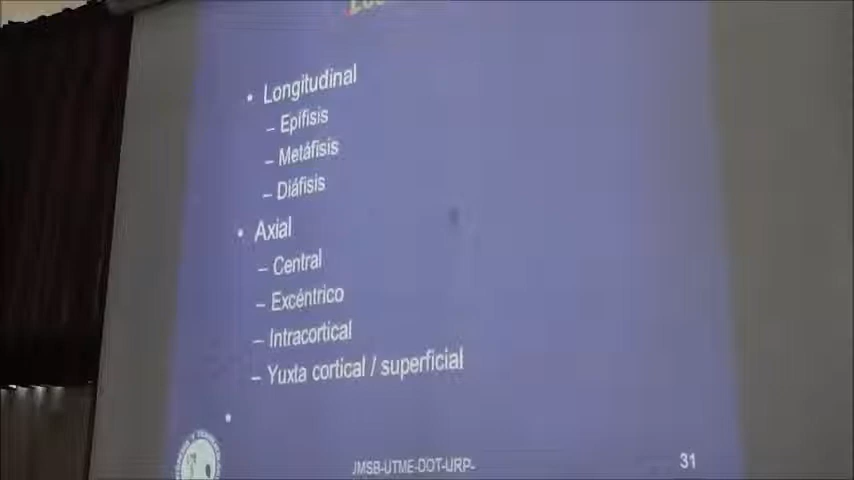 • Longitudinal
– Epífisis
– Metáfisis
– Diáfisis
• Axial
– Central
– Excéntrico
– Intracortical
– Yuxta cortical / superficial
•
JMSB-UTME-DOT-URP-
31